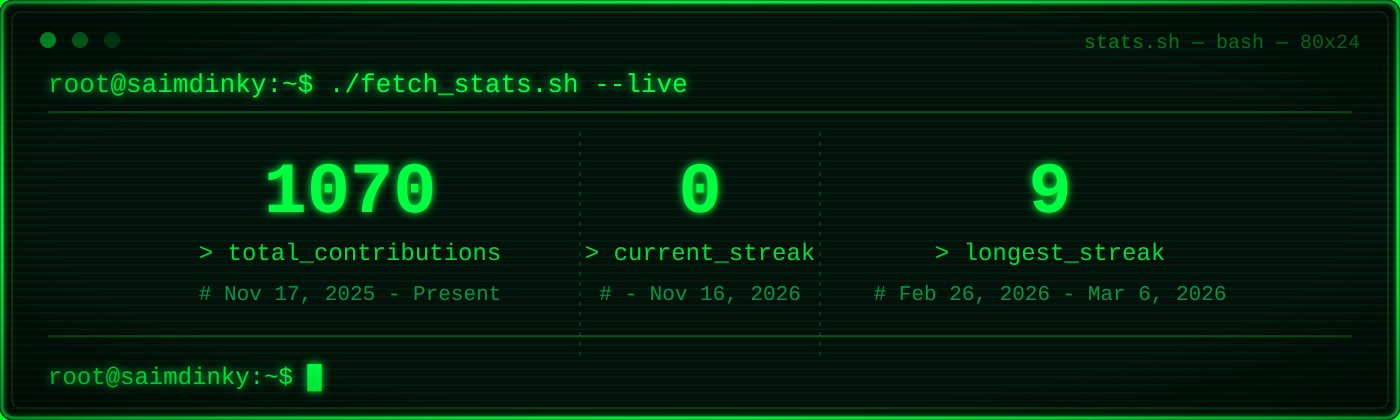 stats.sh — bash — 80x24
root@saimdinky:~$ ./fetch_stats.sh --live
1070 0 9
> total_contributions > current_streak > longest_streak
# Nov 17, 2025 - Present # - Nov 16, 2026 # Feb 26, 2026 - Mar 6, 2026
root@saimdinky:~$